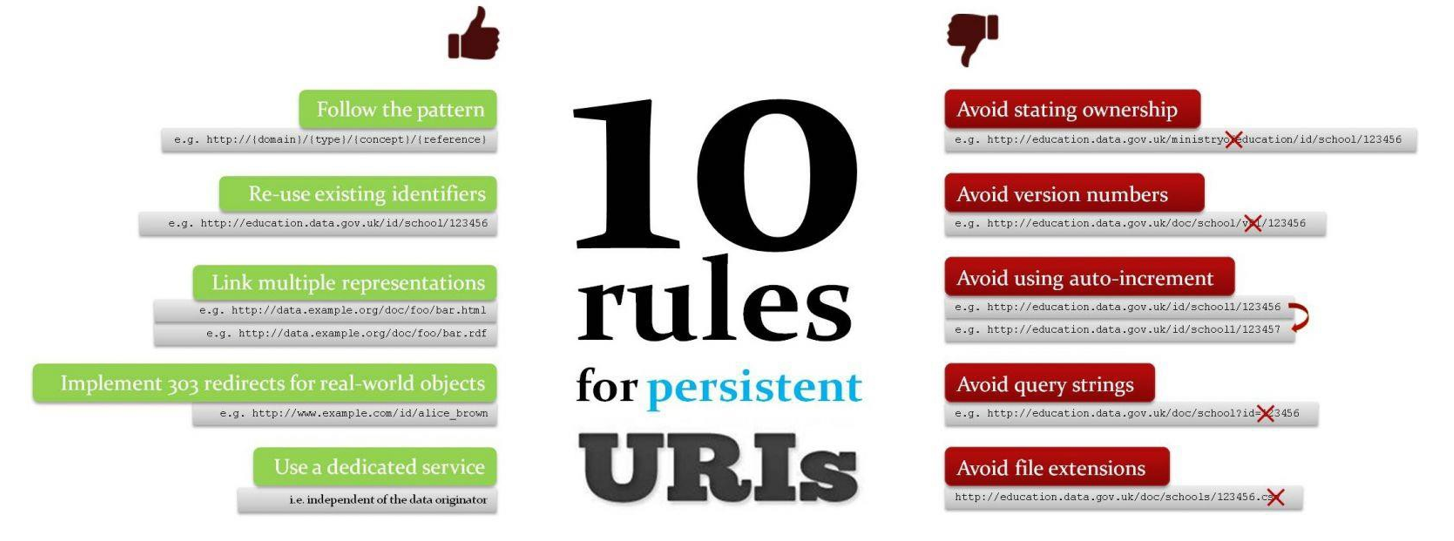 Follow the pattern
e.g. http://{domain}/{type}/{concept}/{reference}
Re-use existing identifiers
e.g. http://education.data.gov.uk/id/school/123456
Link multiple representations
e.g. http://data.example.org/doc/foo/bar.html
e.g. http://data.example.org/doc/foo/bar.rdf
Implement 303 redirects for real-world objects
e.g. http://www.example.com/id/alice_brown
Use a dedicated service
i.e. independent of the data originator
10
rules
for persistent
URIs
Avoid stating ownership
e.g. http://education.data.gov.uk/ministryofeducation/id/school/123456
Avoid version numbers
e.g. http://education.data.gov.uk/doc/school/v01/123456
Avoid using auto-increment
e.g. http://education.data.gov.uk/id/school1/123456
e.g. http://education.data.gov.uk/id/school1/123457
Avoid query strings
e.g. http://education.data.gov.uk/doc/school?id=123456
Avoid file extensions
http://education.data.gov.uk/doc/schools/123456.csv